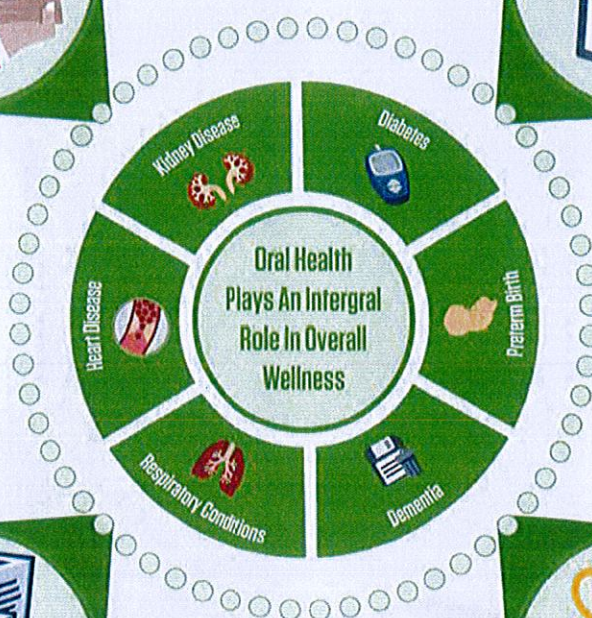 Oral Health
Plays An Intergral
Role In Overall
Wellness
Diabetes
Preterm Birth
Dementia
Respiratory Conditions
Heart Disease
Kidney Disease